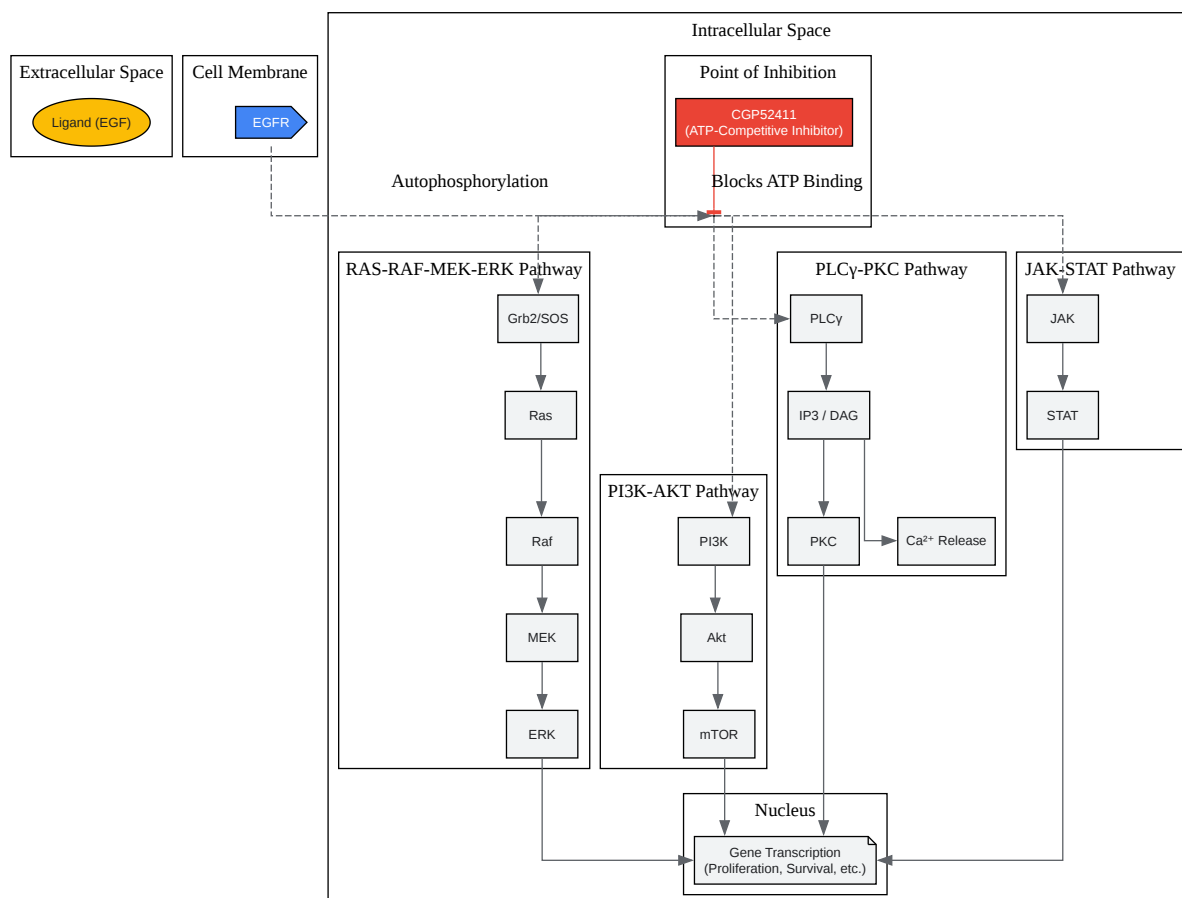 Intracellular Space
Extracellular Space
Cell Membrane
Point of Inhibition
Ligand (EGF)
EGFR
CGP52411
(ATP-Competitive Inhibitor)
Autophosphorylation
Blocks ATP Binding
RAS-RAF-MEK-ERK Pathway
Grb2/SOS
Ras
Raf
MEK
ERK
PI3K-AKT Pathway
PI3K
Akt
mTOR
PLCγ-PKC Pathway
PLCγ
IP3 / DAG
PKC
Ca²⁺ Release
JAK-STAT Pathway
JAK
STAT
Nucleus
Gene Transcription
(Proliferation, Survival, etc.)